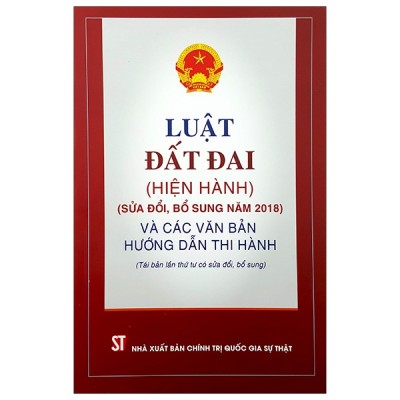 LUẬT
ĐẤT ĐAI
(HIỆN HÀNH)
(SỬA ĐỔI, BỔ SUNG NĂM 2018)
VÀ CÁC VĂN BẢN
HƯỚNG DẪN THI HÀNH
(Tái bản lần thứ tư có sửa đổi, bổ sung)
ST NHÀ XUẤT BẢN CHÍNH TRỊ QUỐC GIA SỰ THẬT